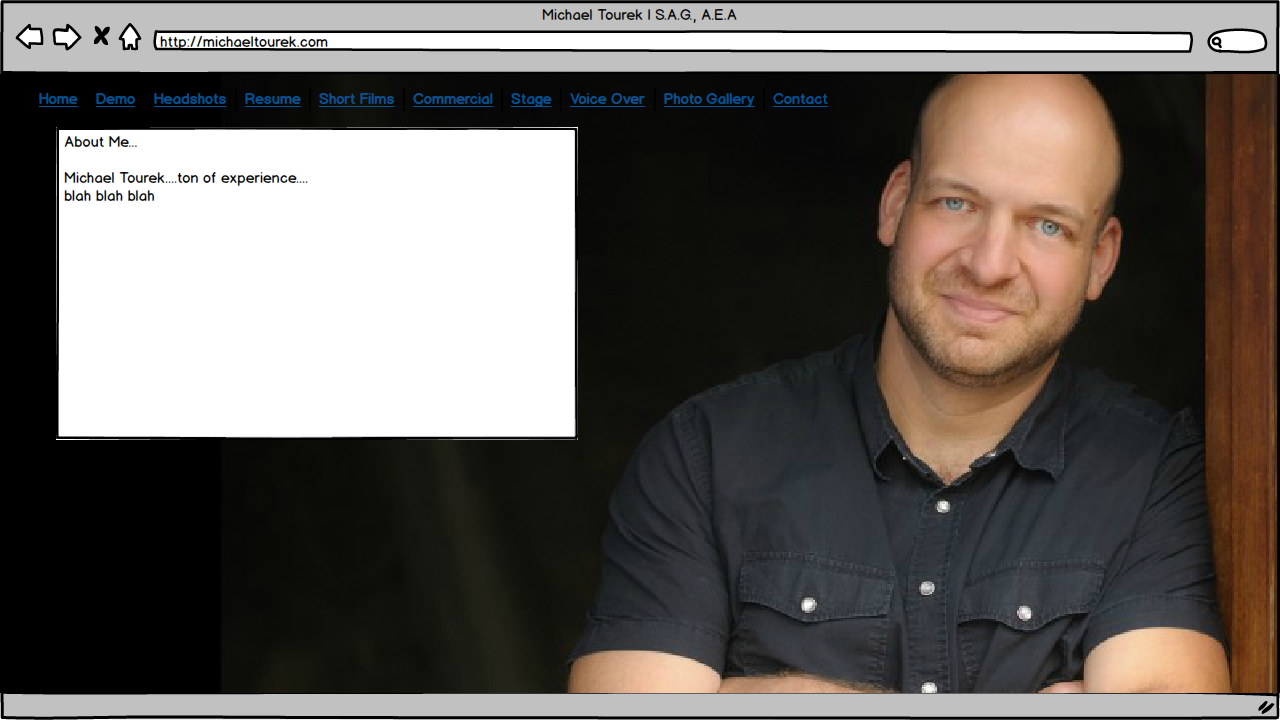 Michael Tourek | S.A.G., A.E.A
http://michaeltourek.com
Home Demo Headshots Resume Short Films Commercial Stage Voice Over Photo Gallery Contact
About Me...
Michael Tourek....ton of experience....
blah blah blah